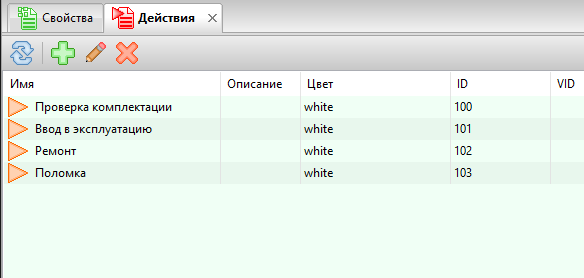 Свойства Действия
Имя Описание Цвет ID VID
Проверка комплектации white 100
Ввод в эксплуатацию white 101
Ремонт white 102
Поломка white 103